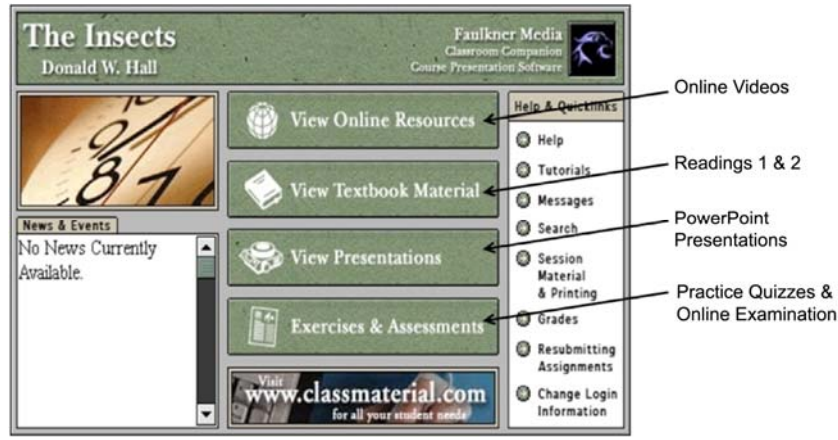 The Insects
Donald W. Hall
Faulkner Media
Classroom Companion
Course Presentation Software
News & Events
No News Currently
Available.
View Online Resources
View Textbook Material
View Presentations
Exercises & Assessments
Visit
www.classmaterial.com
for all your student needs
Help & Quicklinks
Help
Tutorials
Messages
Search
Session
Material
& Printing
Grades
Resubmitting
Assignments
Change Login
Information
Online Videos
Readings 1 & 2
PowerPoint
Presentations
Practice Quizzes &
Online Examination